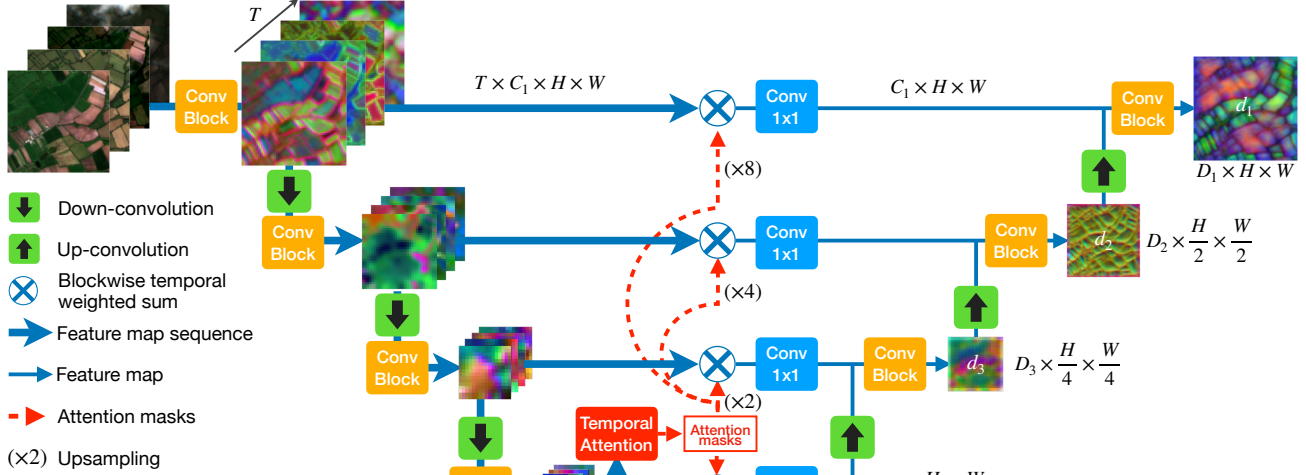 T
Conv
Block
T × C₁ × H × W
Conv
1x1
C₁ × H × W
Conv
Block
d₁
D₁ × H × W
(×8)
Down-convolution
Up-convolution
Blockwise temporal
weighted sum
Feature map sequence
Feature map
Attention masks
(×2) Upsampling
Conv
Block
Conv
1x1
Conv
Block
d₂
D₂ × H/2 × W/2
(×4)
Conv
Block
Conv
1x1
Conv
Block
d₃
D₃ × H/4 × W/4
(×2)
Temporal
Attention
Attention
masks